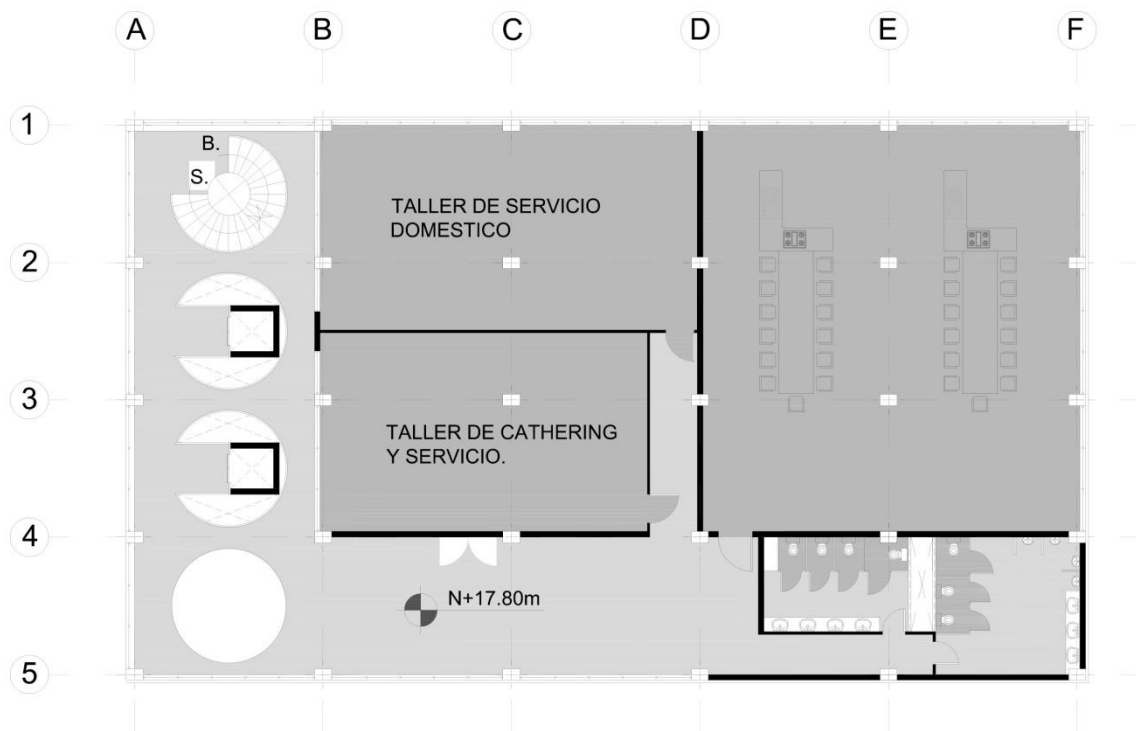 A B C D E F
1
B.
S.
TALLER DE SERVICIO
DOMESTICO
2
3
TALLER DE CATHERING
Y SERVICIO.
4
N+17.80m
5